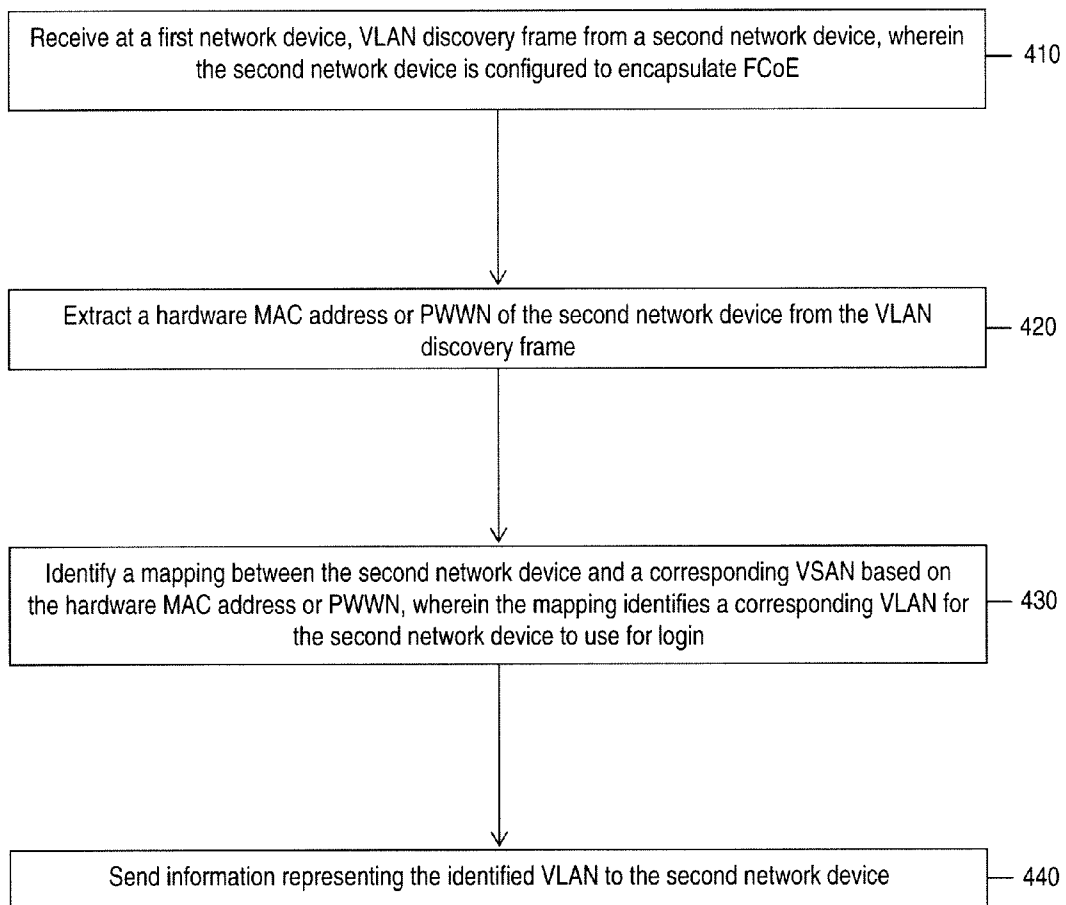 Receive at a first network device, VLAN discovery frame from a second network device, wherein
the second network device is configured to encapsulate FCoE
410
Extract a hardware MAC address or PWWN of the second network device from the VLAN
discovery frame
420
Identify a mapping between the second network device and a corresponding VSAN based on
the hardware MAC address or PWWN, wherein the mapping identifies a corresponding VLAN for
the second network device to use for login
430
Send information representing the identified VLAN to the second network device
440